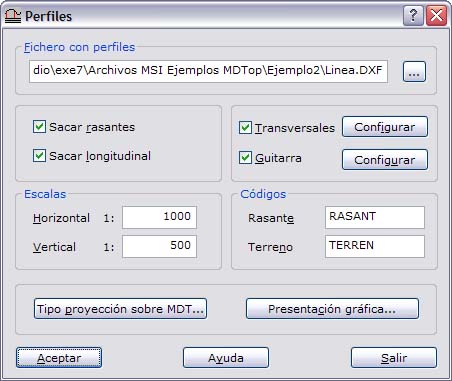 Perfiles
Fichero con perfiles
dio\exe7\Archivos MSI Ejemplos MDTop\Ejemplo2\Linea.DXF
...
Sacar rasantes
Transversales
Configurar
Sacar longitudinal
Guitarra
Configurar
Escalas
Códigos
Horizontal 1: 1000
Rasante RASANT
Vertical 1: 500
Terreno TERREN
Tipo proyección sobre MDT...
Presentación gráfica...
Aceptar
Ayuda
Salir